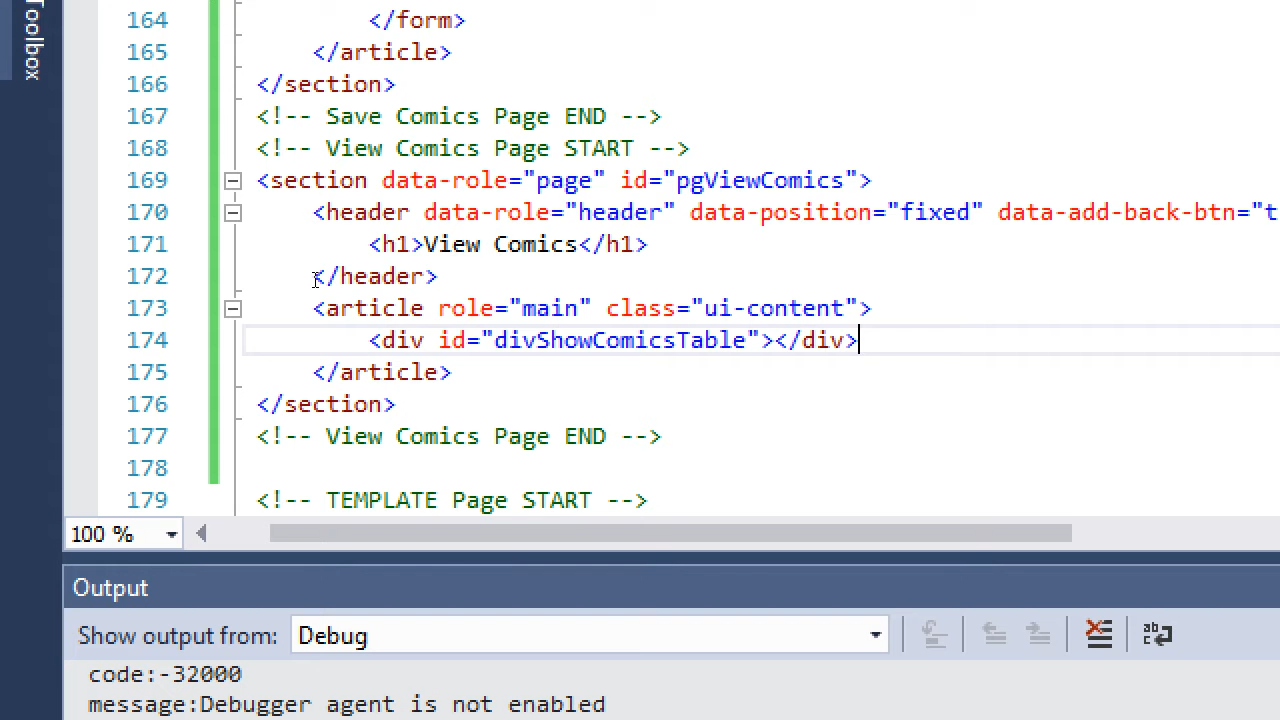 Toolbox
164 </form>
165 </article>
166 </section>
167 <!-- Save Comics Page END -->
168 <!-- View Comics Page START -->
169 <section data-role="page" id="pgViewComics">
170 <header data-role="header" data-position="fixed" data-add-back-btn="t
171 <h1>View Comics</h1>
172 </header>
173 <article role="main" class="ui-content">
174 <div id="divShowComicsTable"></div>
175 </article>
176 </section>
177 <!-- View Comics Page END -->
178
179 <!-- TEMPLATE Page START -->
100 %
Output
Show output from: Debug
code:-32000
message:Debugger agent is not enabled